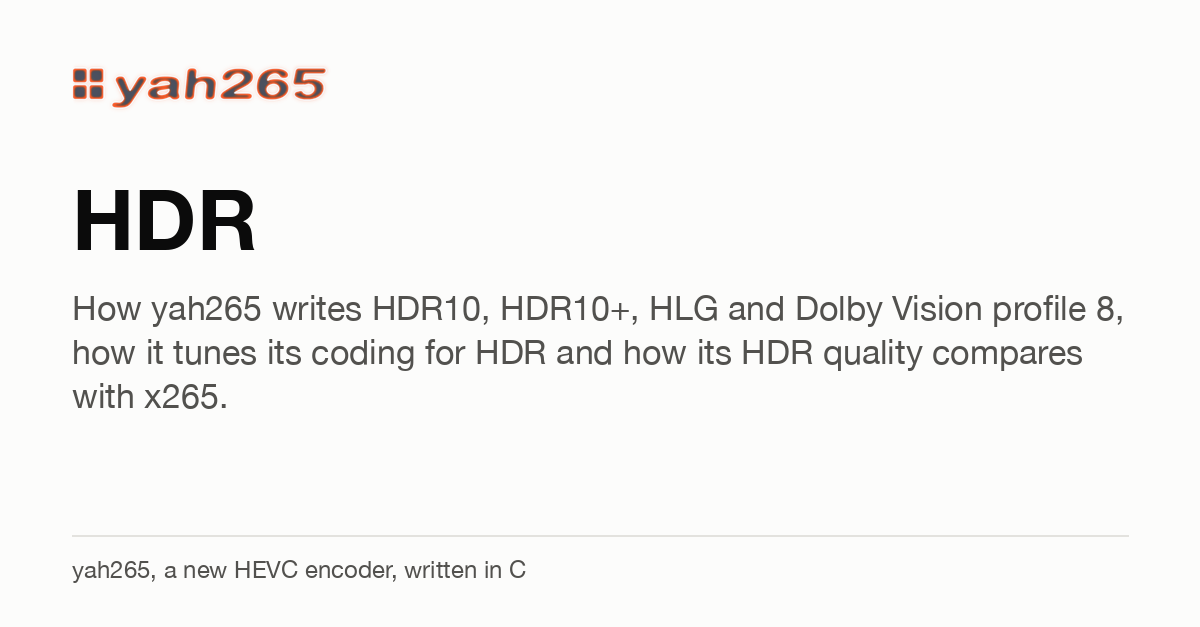 yah265
HDR
How yah265 writes HDR10, HDR10+, HLG and Dolby Vision profile 8,
how it tunes its coding for HDR and how its HDR quality compares
with x265.
yah265, a new HEVC encoder, written in C